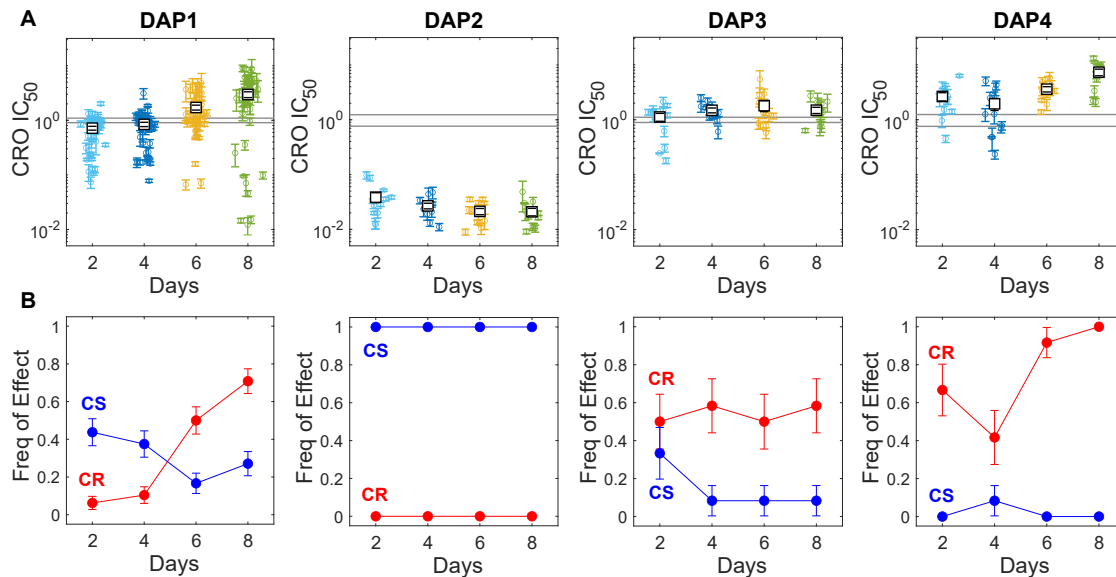 A
DAP1
DAP2
DAP3
DAP4
CRO IC50
10^0
10^-2
2 4 6 8
Days
CRO IC50
10^0
10^-2
2 4 6 8
Days
CRO IC50
10^0
10^-2
2 4 6 8
Days
CRO IC50
10^0
10^-2
2 4 6 8
Days
B
Freq of Effect
1
0.8
0.6
0.4
0.2
0
CS
CR
2 4 6 8
Days
Freq of Effect
1
0.8
0.6
0.4
0.2
0
CS
CR
2 4 6 8
Days
Freq of Effect
1
0.8
0.6
0.4
0.2
0
CR
CS
2 4 6 8
Days
Freq of Effect
1
0.8
0.6
0.4
0.2
0
CR
CS
2 4 6 8
Days